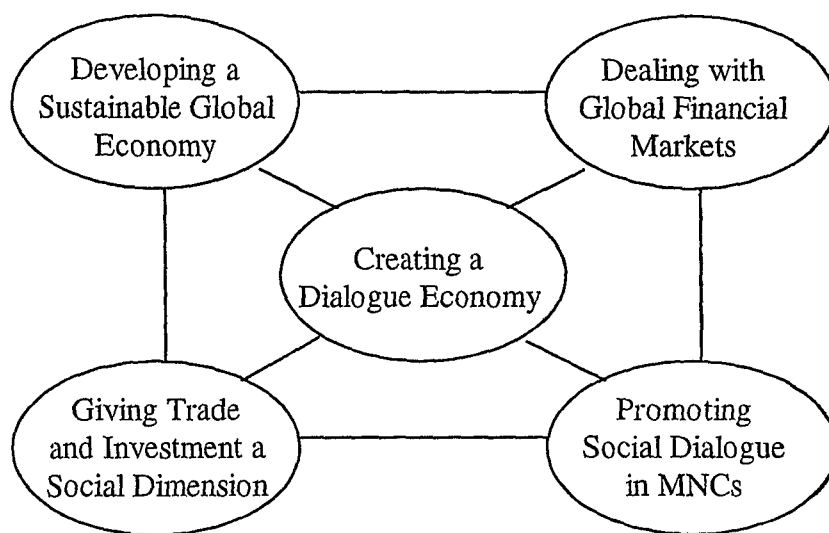 Developing a
Sustainable Global
Economy
Dealing with
Global Financial
Markets
Creating a
Dialogue Economy
Giving Trade
and Investment a
Social Dimension
Promoting
Social Dialogue
in MNCs